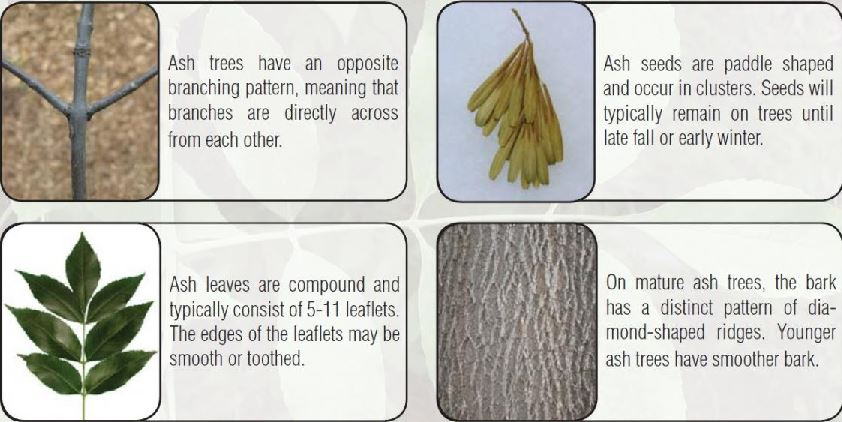 Ash trees have an opposite
branching pattern, meaning that
branches are directly across
from each other.
Ash seeds are paddle shaped
and occur in clusters. Seeds will
typically remain on trees until
late fall or early winter.
Ash leaves are compound and
typically consist of 5-11 leaflets.
The edges of the leaflets may be
smooth or toothed.
On mature ash trees, the bark
has a distinct pattern of dia-
mond-shaped ridges. Younger
ash trees have smoother bark.